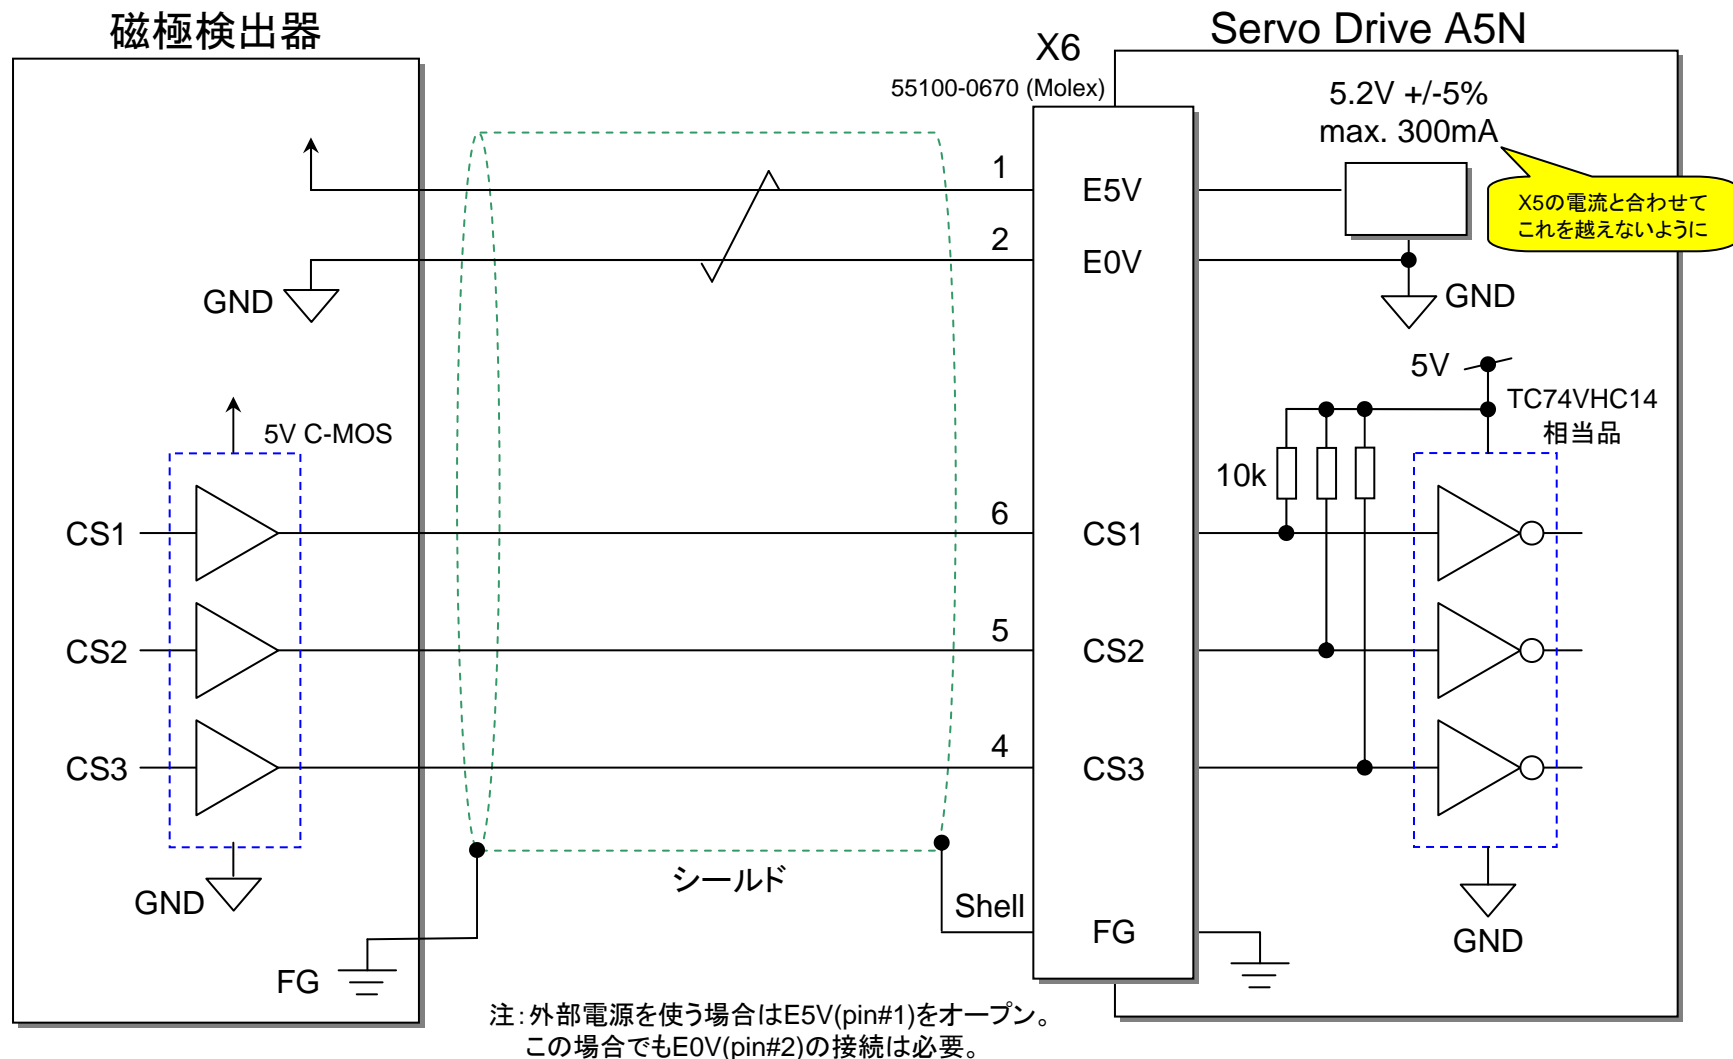 磁極検出器
X6
55100-0670 (Molex)
Servo Drive A5N
5.2V +/-5%
max. 300mA
X5の電流と合わせて
これを越えないように
1
E5V
2
E0V
GND
GND
5V
TC74VHC14
相当品
5V C-MOS
10k
CS1
6
CS1
CS2
5
CS2
CS3
4
CS3
GND
シールド
Shell
FG
GND
FG
注:外部電源を使う場合はE5V(pin#1)をオープン。
この場合でもE0V(pin#2)の接続は必要。